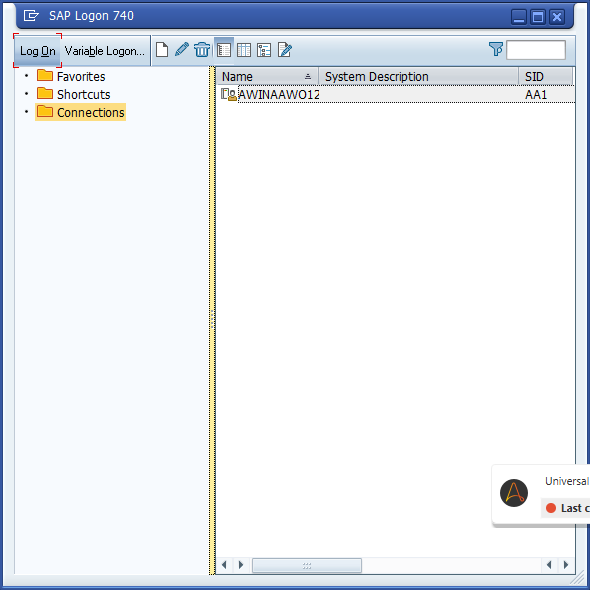 SAP Logon 740
Log On Variable Logon...
Favorites
Shortcuts
Connections
Name System Description SID
AWINAAWO12 AA1
Universal
Last c